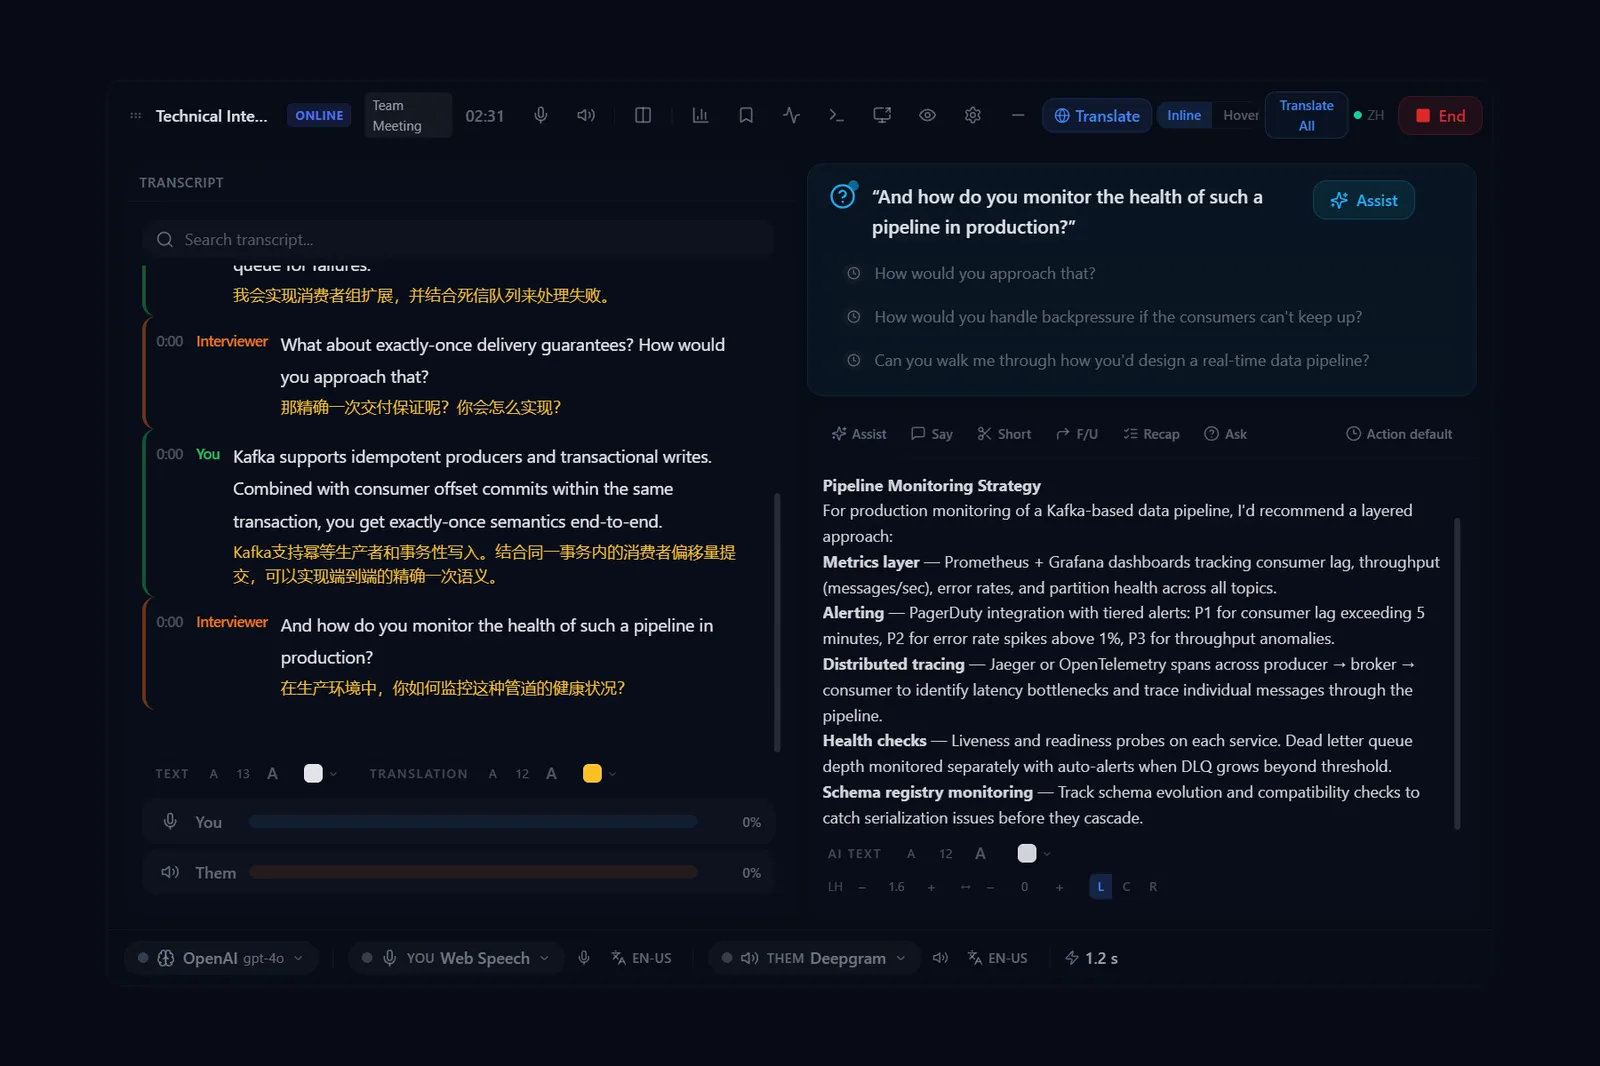 Technical Inte...
ONLINE
Team
Meeting
02:31
Translate
Inline
Hover
Translate
All
ZH
End
TRANSCRIPT
Search transcript...
queue for failures.
我会实现消费者组扩展，并结合死信队列来处理失败。
0:00 Interviewer What about exactly-once delivery guarantees? How would
you approach that?
那精确一次交付保证呢？你会怎么实现？
0:00 You Kafka supports idempotent producers and transactional writes.
Combined with consumer offset commits within the same
transaction, you get exactly-once semantics end-to-end.
Kafka支持幂等生产者和事务性写入。结合同一事务内的消费者偏移量提
交，可以实现端到端的精确一次语义。
0:00 Interviewer And how do you monitor the health of such a pipeline in
production?
在生产环境中，你如何监控这种管道的健康状况？
TEXT A 13 A
TRANSLATION A 12 A
You 0%
Them 0%
“And how do you monitor the health of such a
pipeline in production?”
Assist
How would you approach that?
How would you handle backpressure if the consumers can't keep up?
Can you walk me through how you'd design a real-time data pipeline?
Assist Say Short F/U Recap Ask Action default
Pipeline Monitoring Strategy
For production monitoring of a Kafka-based data pipeline, I'd recommend a layered
approach:
Metrics layer — Prometheus + Grafana dashboards tracking consumer lag, throughput
(messages/sec), error rates, and partition health across all topics.
Alerting — PagerDuty integration with tiered alerts: P1 for consumer lag exceeding 5
minutes, P2 for error rate spikes above 1%, P3 for throughput anomalies.
Distributed tracing — Jaeger or OpenTelemetry spans across producer → broker →
consumer to identify latency bottlenecks and trace individual messages through the
pipeline.
Health checks — Liveness and readiness probes on each service. Dead letter queue
depth monitored separately with auto-alerts when DLQ grows beyond threshold.
Schema registry monitoring — Track schema evolution and compatibility checks to
catch serialization issues before they cascade.
AI TEXT A 12 A
LH − 1.6 + ↔ − 0 + L C R
OpenAI gpt-4o
YOU Web Speech
EN-US
THEM Deepgram
EN-US
1.2 s